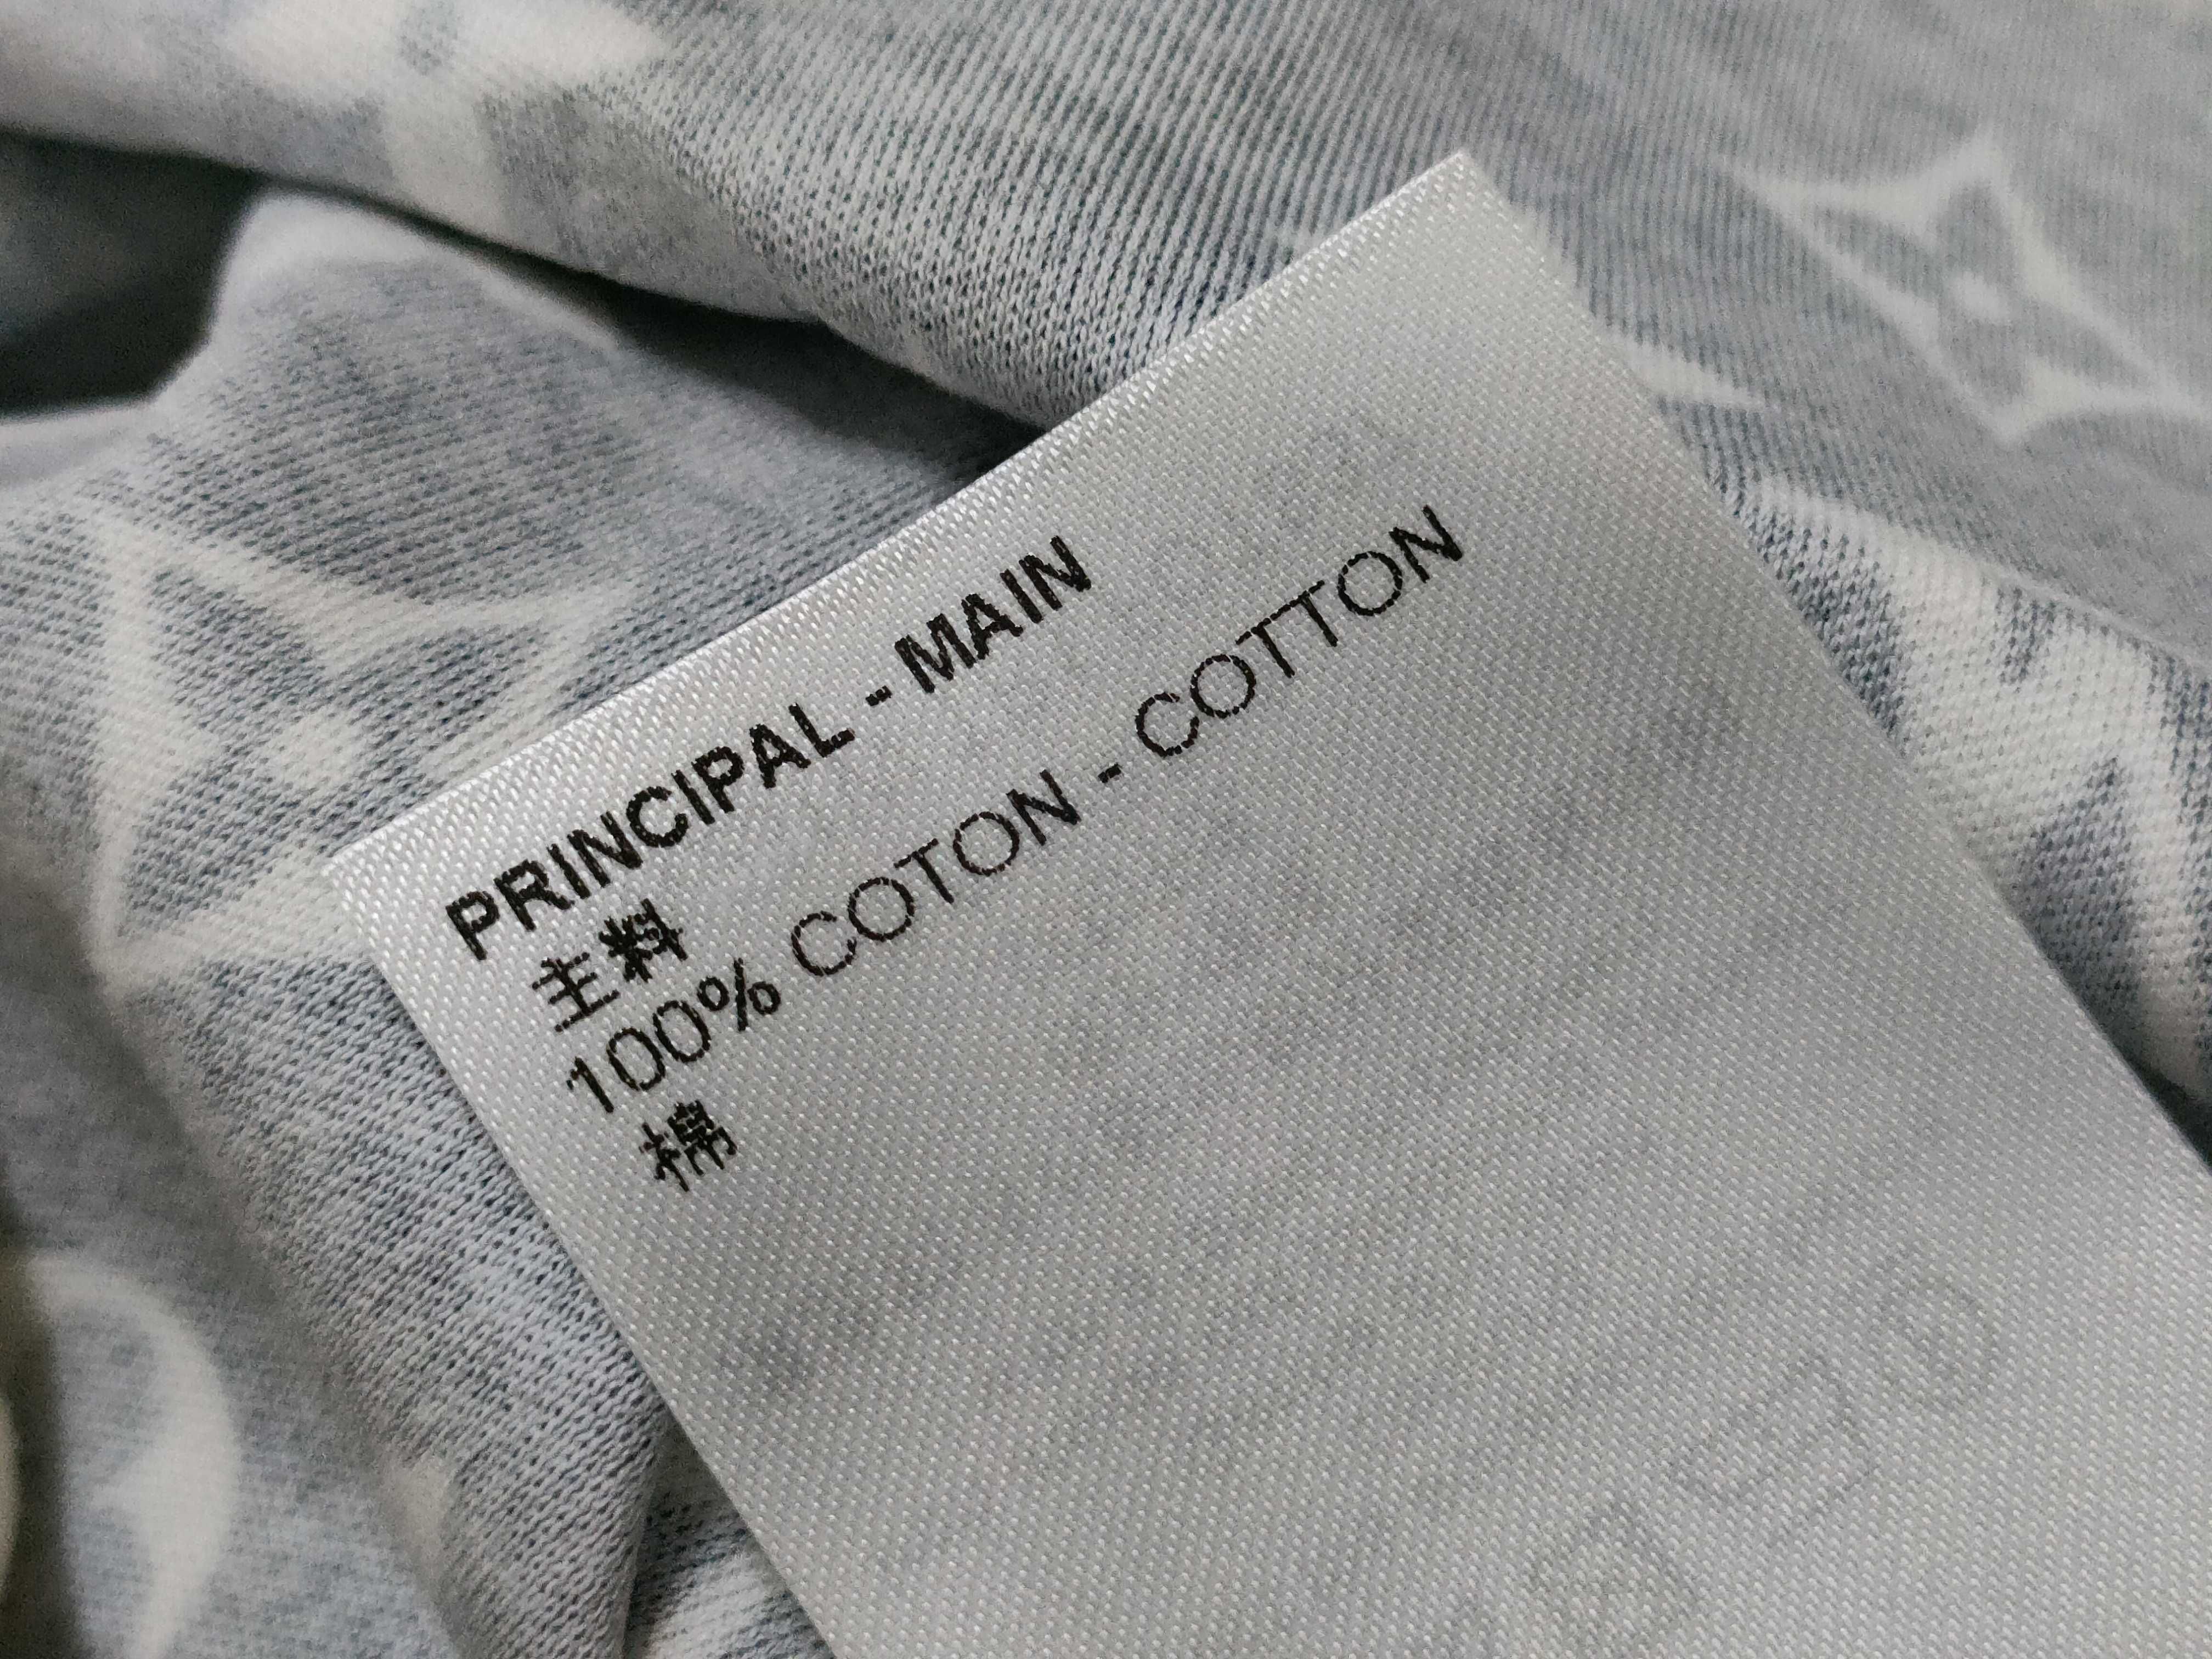 PRINCIPAL - MAIN
主料
100% COTON - COTTON
棉